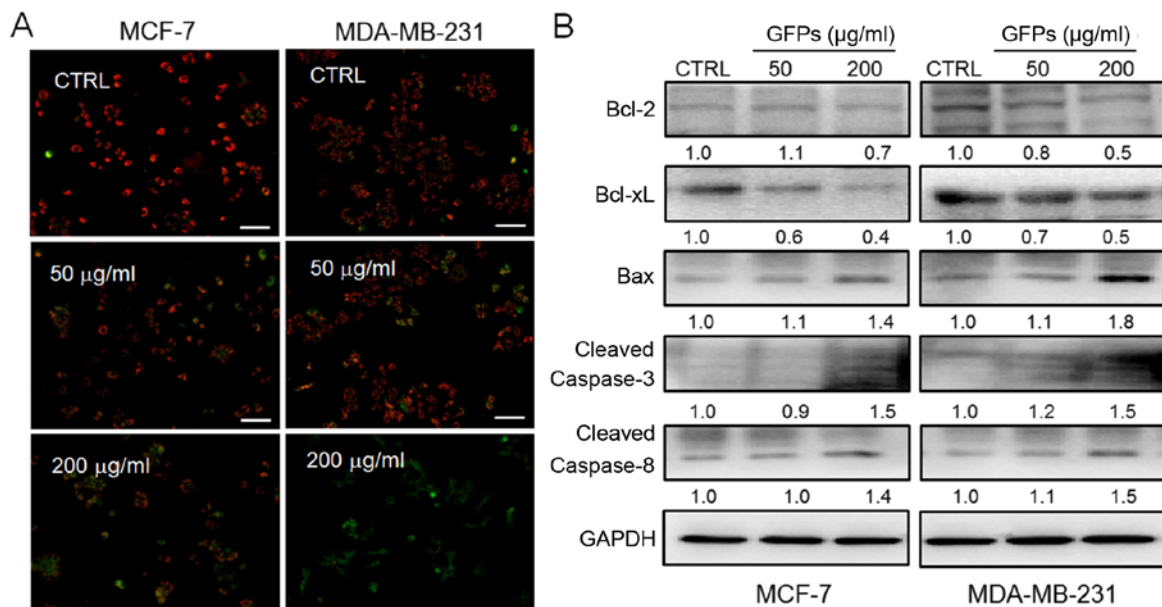 A
MCF-7
MDA-MB-231
CTRL
CTRL
50 μg/ml
50 μg/ml
200 μg/ml
200 μg/ml
B
GFPs (μg/ml)
GFPs (μg/ml)
CTRL 50 200
CTRL 50 200
Bcl-2
1.0 1.1 0.7 1.0 0.8 0.5
Bcl-xL
1.0 0.6 0.4 1.0 0.7 0.5
Bax
1.0 1.1 1.4 1.0 1.1 1.8
Cleaved
Caspase-3
1.0 0.9 1.5 1.0 1.2 1.5
Cleaved
Caspase-8
1.0 1.0 1.4 1.0 1.1 1.5
GAPDH
MCF-7
MDA-MB-231